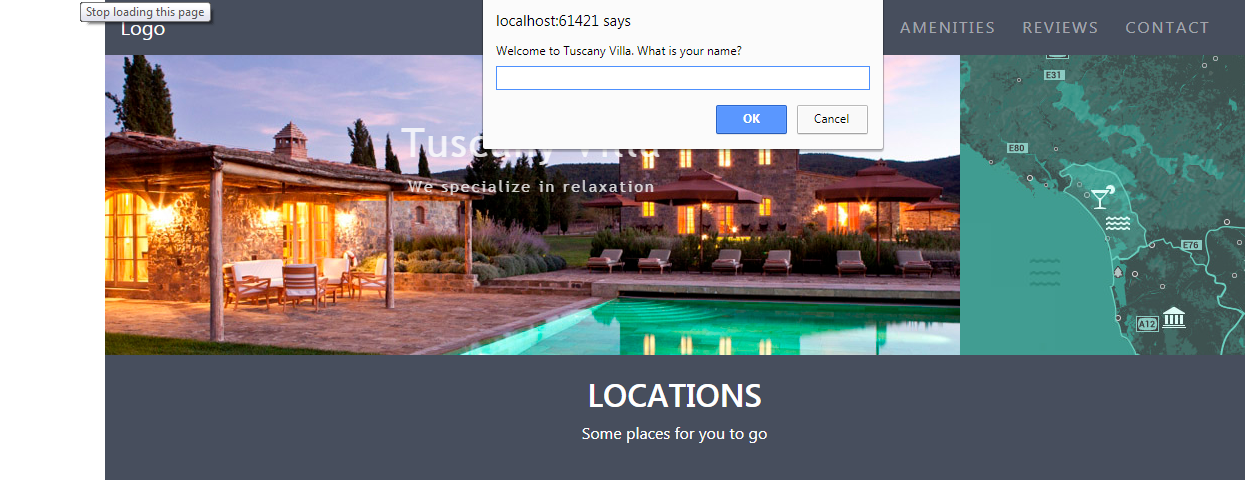 Stop loading this page
Logo
localhost:61421 says
Welcome to Tuscany Villa. What is your name?
OK
Cancel
AMENITIES
REVIEWS
CONTACT
Tuscany Villa
We specialize in relaxation
E31
E80
E76
A12
LOCATIONS
Some places for you to go